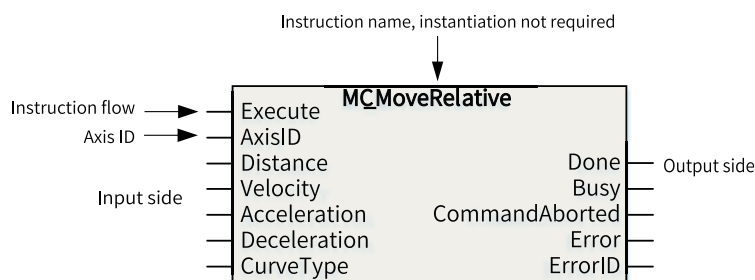 Instruction name, instantiation not required
MC_MoveRelative
Instruction flow
Execute
Axis ID
AxisID
Distance
Done
Output side
Input side
Velocity
Busy
Acceleration
CommandAborted
Deceleration
Error
CurveType
ErrorID